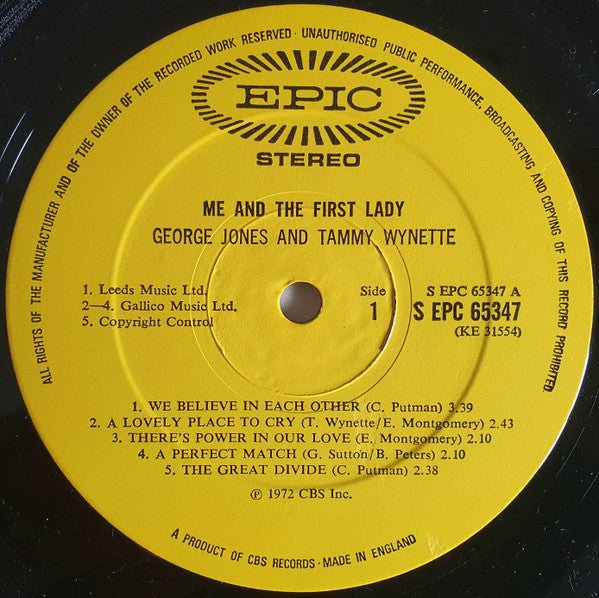 ALL RIGHTS OF THE MANUFACTURER AND OF THE OWNER OF THE RECORDED WORK RESERVED · UNAUTHORISED PUBLIC PERFORMANCE, BROADCASTING AND COPYING OF THIS RECORD PROHIBITED
EPIC
STEREO
ME AND THE FIRST LADY
GEORGE JONES AND TAMMY WYNETTE
1. Leeds Music Ltd.
2—4. Gallico Music Ltd.
5. Copyright Control
Side
1
S EPC 65347 A
S EPC 65347
(KE 31554)
1. WE BELIEVE IN EACH OTHER (C. Putman) 3.39
2. A LOVELY PLACE TO CRY (T. Wynette/E. Montgomery) 2.43
3. THERE'S POWER IN OUR LOVE (E. Montgomery) 2.10
4. A PERFECT MATCH (G. Sutton/B. Peters) 2.10
5. THE GREAT DIVIDE (C. Putman) 2.38
℗ 1972 CBS Inc.
A PRODUCT OF CBS RECORDS · MADE IN ENGLAND